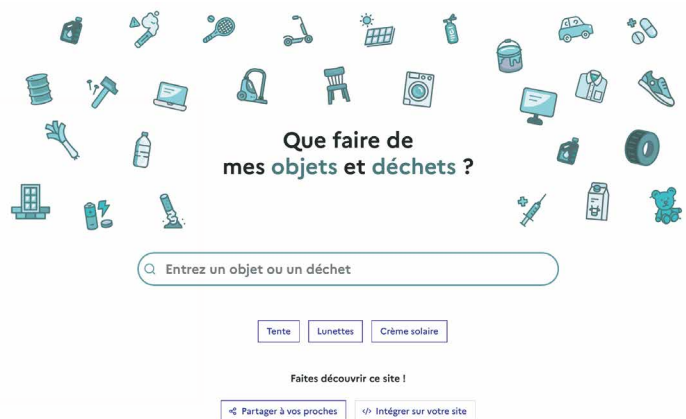 Que faire de
mes objets et déchets ?
Entrez un objet ou un déchet
Tente
Lunettes
Crème solaire
Faites découvrir ce site !
Partager à vos proches
</> Intégrer sur votre site